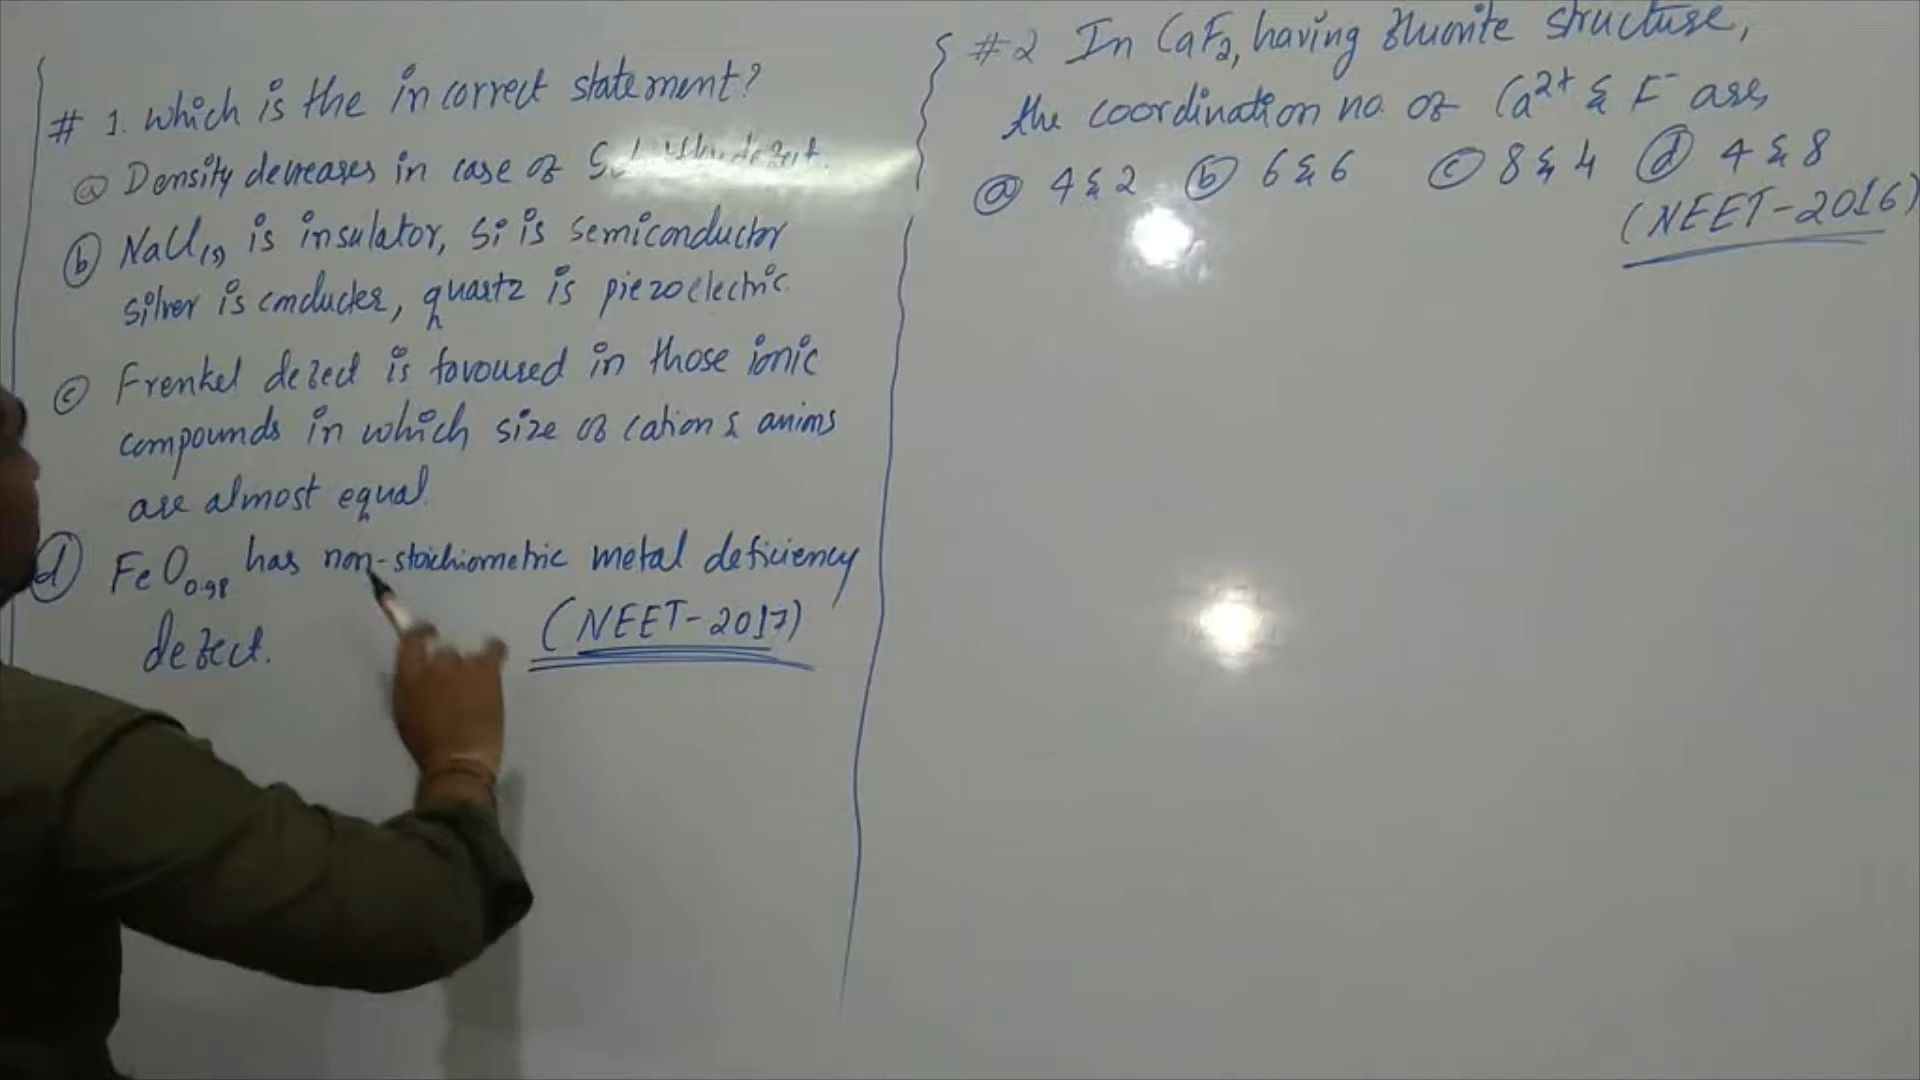 # 1. Which is the incorrect statement?
(a) Density decreases in case of
(b) NaCl(s) is insulator, Si is semiconductor
silver is conductor, quartz is piezoelectric.
(c) Frenkel defect is favoured in those ionic
compounds in which size of cation & anions
are almost equal.
(d) FeO0.98 has non-stoichiometric metal deficiency
defect. (NEET-2017)
#2 In CaF2, having fluorite structure,
the coordination no. of Ca2+ & F- are,
(a) 4 & 2 (b) 6 & 6 (c) 8 & 4 (d) 4 & 8
(NEET-2016)